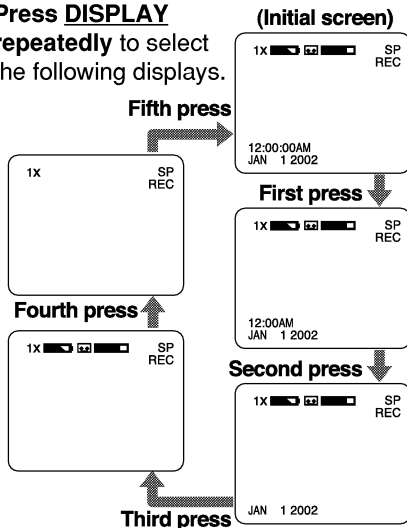 Press DISPLAY
repeatedly to select
the following displays.
(Initial screen)
1X SP
REC
12:00:00AM
JAN 1 2002
First press
1X SP
REC
12:00AM
JAN 1 2002
Second press
1X SP
REC
JAN 1 2002
Third press
1X SP
REC
Fourth press
1X SP
REC
Fifth press